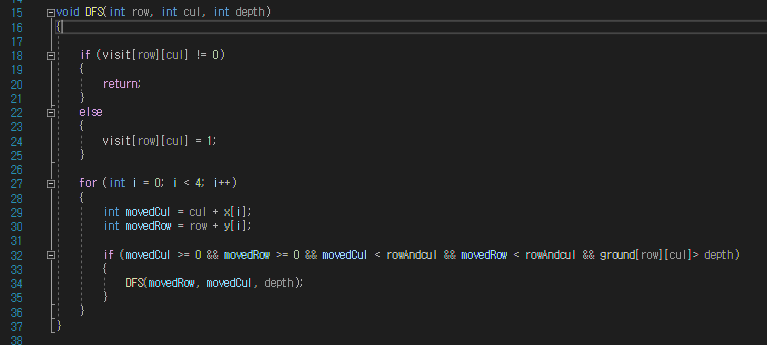 15 void DFS(int row, int cul, int depth)
16 {
17
18 if (visit[row][cul] != 0)
19 {
20 return;
21 }
22 else
23 {
24 visit[row][cul] = 1;
25 }
26
27 for (int i = 0; i < 4; i++)
28 {
29 int movedCul = cul + x[i];
30 int movedRow = row + y[i];
31
32 if (movedCul >= 0 && movedRow >= 0 && movedCul < rowAndcul && movedRow < rowAndcul && ground[row][cul]> depth)
33 {
34 DFS(movedRow, movedCul, depth);
35 }
36 }
37 }
38